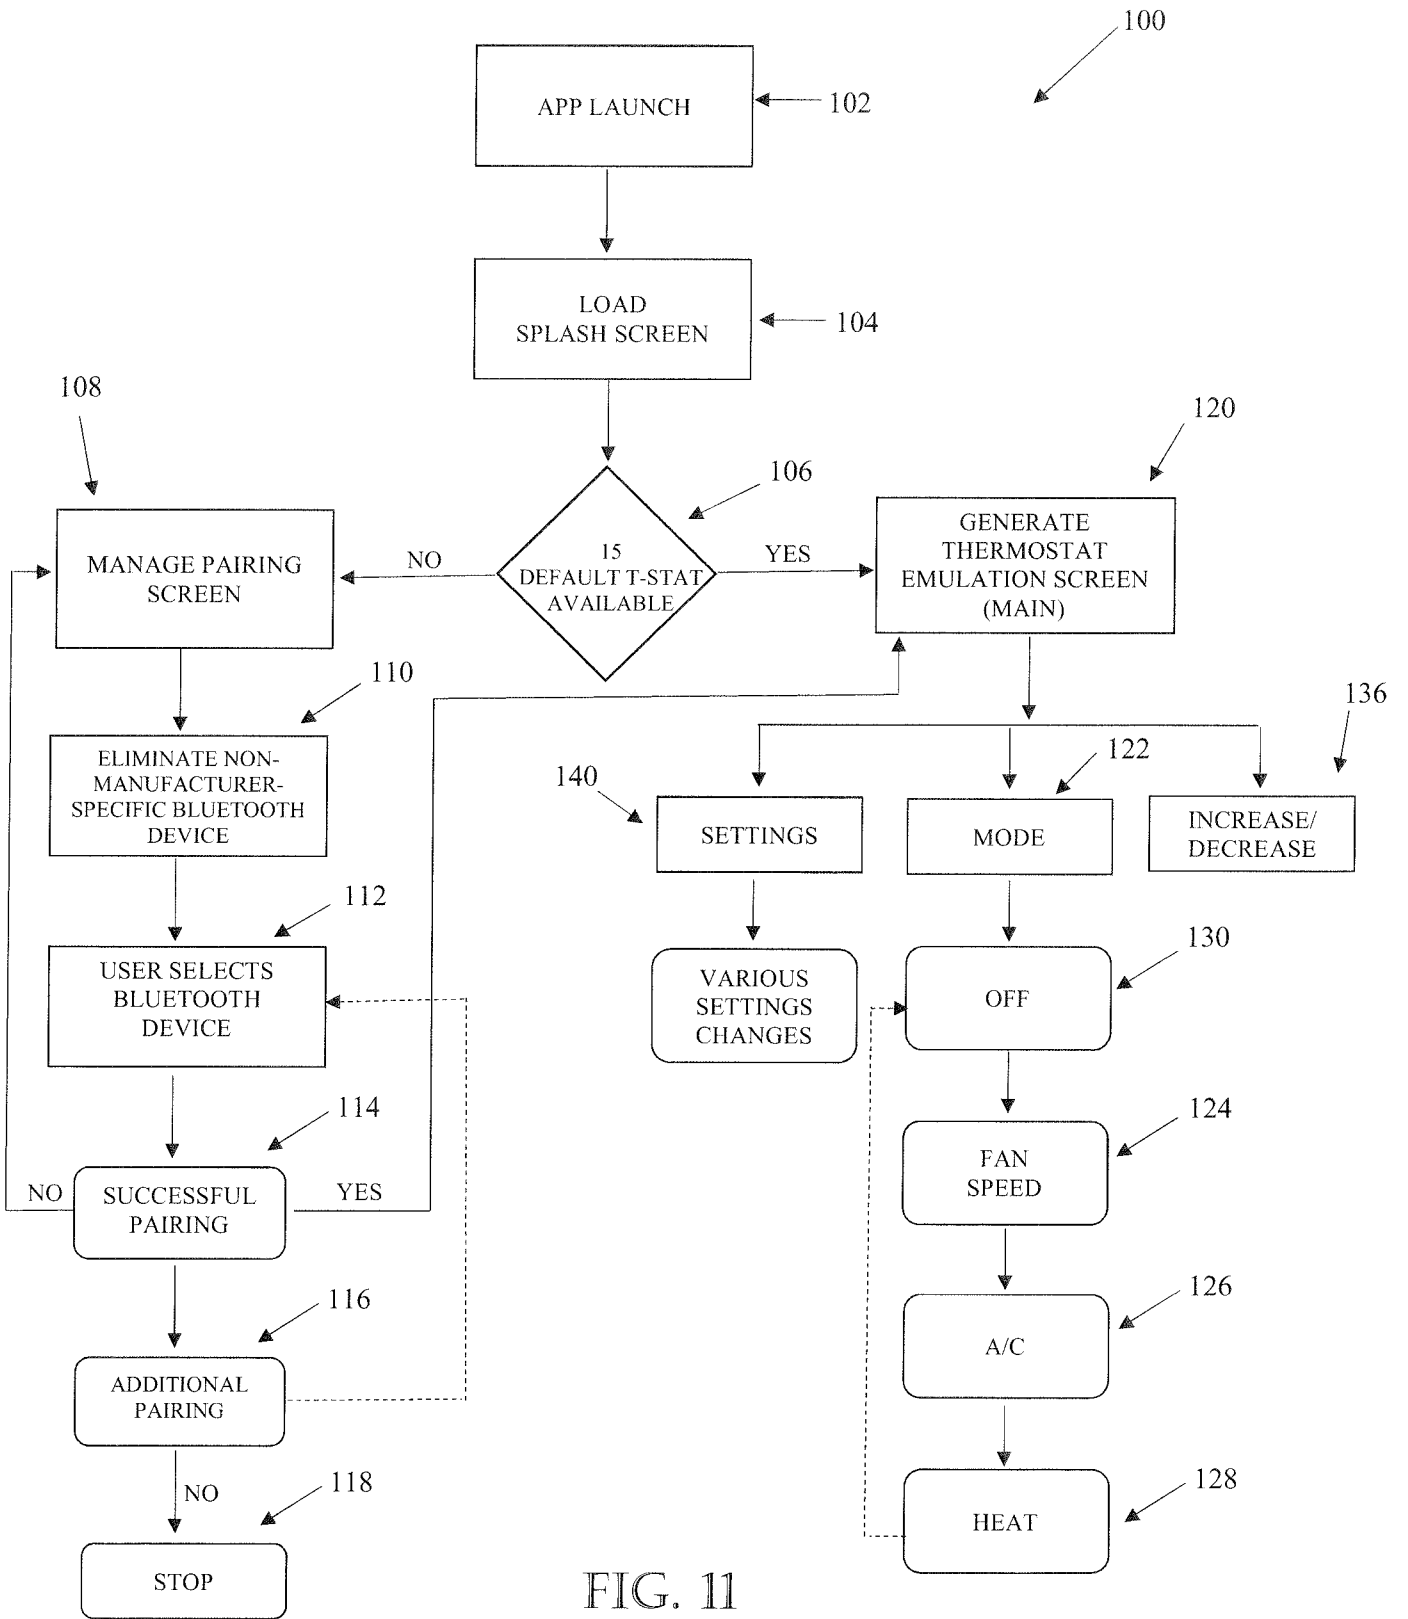 100
APP LAUNCH
102
LOAD
SPLASH SCREEN
104
108
120
106
MANAGE PAIRING
SCREEN
NO
15
DEFAULT T-STAT
AVAILABLE
YES
GENERATE
THERMOSTAT
EMULATION SCREEN
(MAIN)
110
136
ELIMINATE NON-
MANUFACTURER-
SPECIFIC BLUETOOTH
DEVICE
140
122
SETTINGS
MODE
INCREASE/
DECREASE
112
USER SELECTS
BLUETOOTH
DEVICE
VARIOUS
SETTINGS
CHANGES
OFF
130
114
NO
SUCCESSFUL
PAIRING
YES
FAN
SPEED
124
116
ADDITIONAL
PAIRING
A/C
126
NO
118
STOP
HEAT
128
FIG. 11